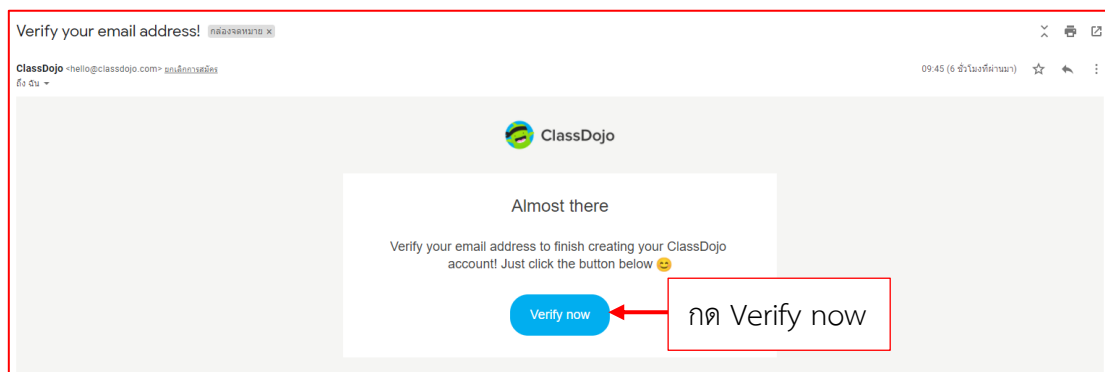 Verify your email address! กล่องจดหมาย ×
ClassDojo <hello@classdojo.com> ยกเลิกการสมัคร 09:45 (6 ชั่วโมงที่ผ่านมา)
ถึง ฉัน
ClassDojo
Almost there
Verify your email address to finish creating your ClassDojo
account! Just click the button below 😊
Verify now
กด Verify now